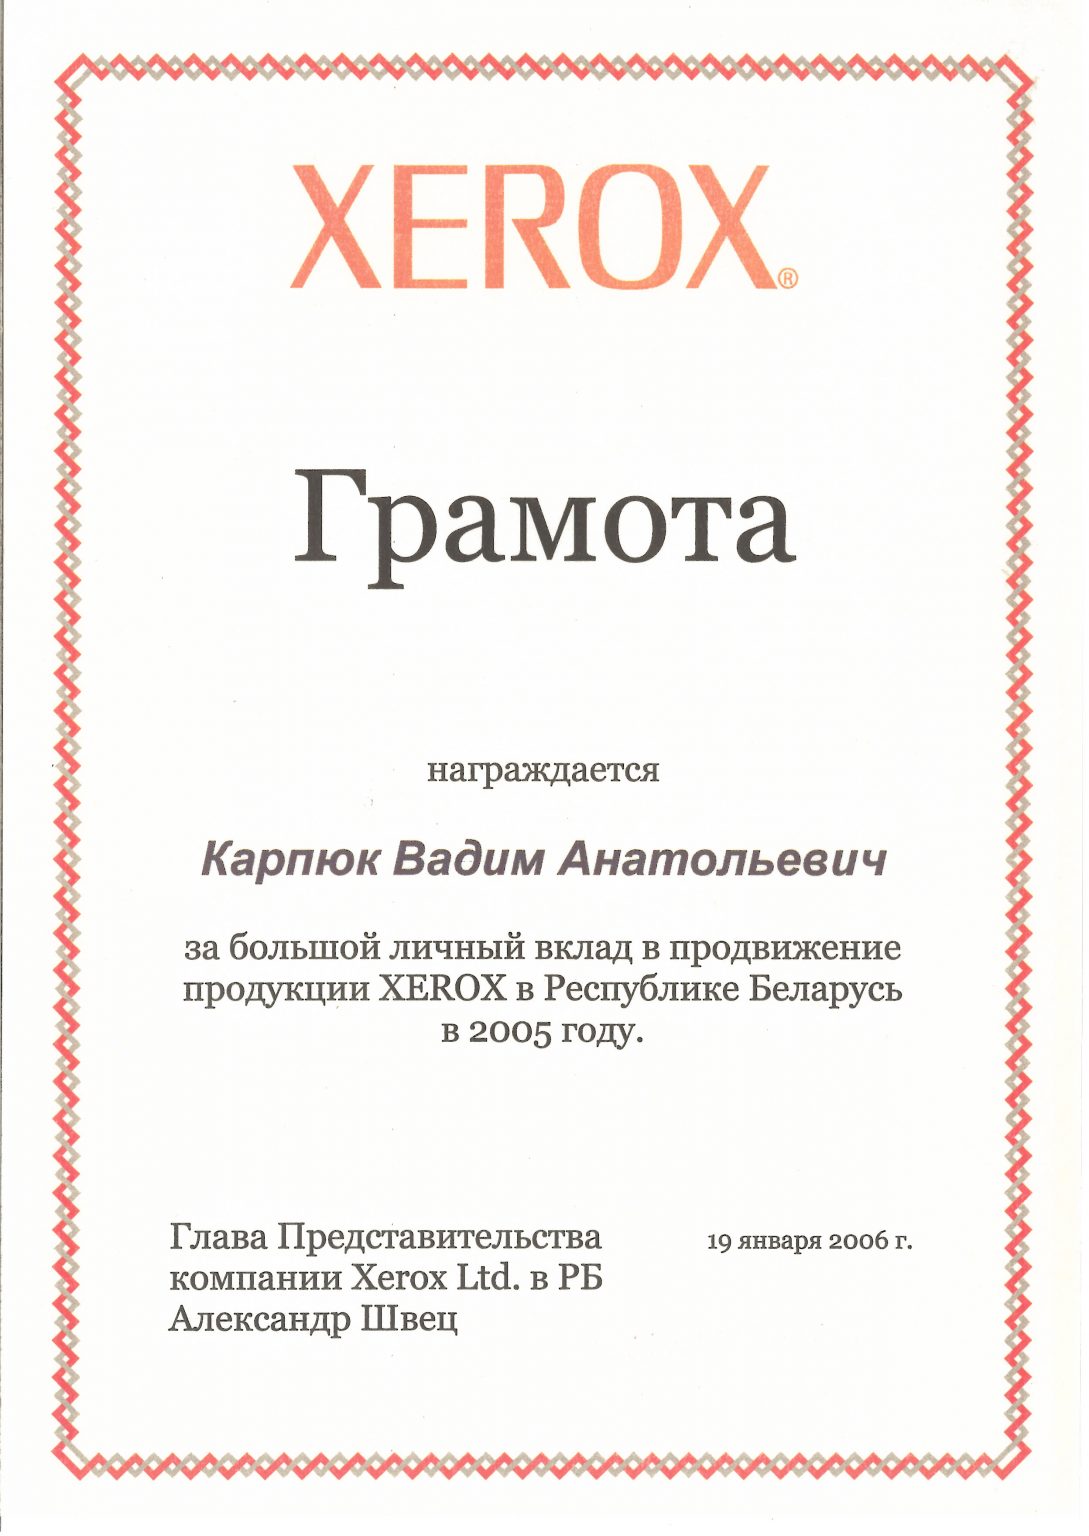 XEROX®
Грамота
награждается
Карпюк Вадим Анатольевич
за большой личный вклад в продвижение
продукции XEROX в Республике Беларусь
в 2005 году.
Глава Представительства
компании Xerox Ltd. в РБ
Александр Швец
19 января 2006 г.